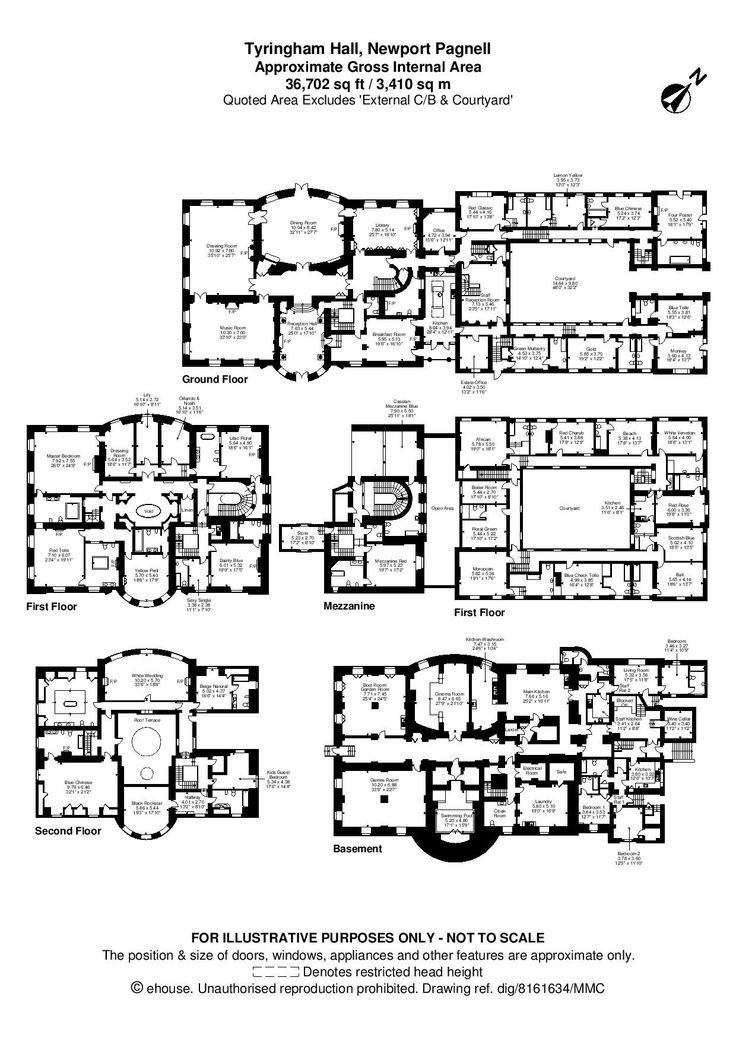 Tyringham Hall, Newport Pagnell
Approximate Gross Internal Area
36,702 sq ft / 3,410 sq m
Quoted Area Excludes 'External C/B & Courtyard'
N
Drawing Room
10.92 x 7.80
35'10 x 25'7"
Dining Room
10.04 x 8.42
32'11" x 27'7"
F/P
Library
7.80 x 5.14
25'7" x 16'10"
F/P
Office
4.72 x 3.94
15'6" x 12'11"
Red Classic
5.44 x 4.16
17'10" x 13'8"
Lemon Yellow
3.95 x 3.73
13'0" x 12'3"
Blue Chinese
5.24 x 3.74
17'2" x 12'3"
F/P
Four Poster
5.52 x 5.40
18'1" x 17'9"
Courtyard
14.64 x 9.80
48'0" x 32'2"
Staff
Reception Room
7.13 x 5.46
23'5" x 17'11"
Blue Toile
5.55 x 3.81
18'3" x 12'6"
Music Room
10.30 x 7.00
33'10" x 23'0"
F/P
Reception Hall
7.63 x 5.44
25'0" x 17'10"
F/P
Breakfast Room
5.95 x 5.13
19'6" x 16'10"
Kitchen
8.64 x 3.94
28'4" x 12'11"
Green Mulberry
4.53 x 3.75
14'10" x 12'4"
Gold
5.85 x 3.70
19'2" x 12'2"
Monkey
5.60 x 4.13
18'4" x 13'7"
Estate Office
4.02 x 3.50
13'2" x 11'6"
Ground Floor
Lily
5.14 x 2.72
16'10" x 8'11"
Orlando &
Noah
5.14 x 3.51
16'10" x 11'6"
Master Bedroom
7.92 x 7.55
26'0" x 24'9"
F/P
Dressing
Room
5.64 x 3.52
18'6" x 11'7"
Lilac Floral
5.64 x 4.90
18'6" x 16'1"
F/P
Void
Linen
Red Toile
7.10 x 6.07
23'4" x 19'11"
Yellow Peril
5.70 x 5.40
18'8" x 17'9"
Dainty Blue
6.01 x 5.32
19'9" x 17'5"
F/P
Sexy Single
3.38 x 2.38
11'1" x 7'10"
First Floor
Cassian
Mezzanine Blue
7.90 x 5.50
25'11" x 18'1"
Store
5.23 x 2.70
17'2" x 8'10"
Mezzanine Red
5.97 x 5.23
19'7" x 17'2"
Open Area
Mezzanine
African
5.78 x 5.50
19'0" x 18'1"
Red Cherub
5.41 x 3.86
17'9" x 12'8"
Beach
5.38 x 4.13
17'8" x 13'7"
White Venetian
5.64 x 4.00
18'6" x 13'1"
Boiler Room
5.44 x 2.70
17'10" x 8'10"
Courtyard
Kitchen
3.51 x 2.46
11'6" x 8'1"
Red Rose
6.00 x 3.36
19'8" x 11'0"
Floral Green
5.44 x 5.22
17'10" x 17'2"
Scottish Blue
5.62 x 4.10
18'5" x 13'5"
Moroccan
5.82 x 5.36
19'1" x 17'6"
Blue Check Toile
4.99 x 3.85
16'4" x 12'8"
Bali
5.65 x 4.14
18'6" x 13'7"
First Floor
White Wedding
10.20 x 5.70
33'6" x 18'8"
F/P
F/P
Beige Natural
5.02 x 4.37
16'6" x 14'4"
Roof Terrace
F/P
Blue Chinese
9.79 x 6.46
32'1" x 21'2"
Kids Guest
Bedroom
5.34 x 4.38
17'6" x 14'4"
Hallway
4.01 x 2.70
13'2" x 8'10"
Black Rockstar
5.86 x 5.44
19'3" x 17'10"
Second Floor
Boot Room/
Garden Room
7.71 x 7.45
25'4" x 24'5"
Cinema Room
8.47 x 6.65
27'9" x 21'10"
Kitchen Washroom
7.47 x 3.15
24'6" x 10'4"
Main Kitchen
7.66 x 5.16
25'2" x 16'11"
Larder
Living Room
5.32 x 3.56
17'5" x 11'8"
Bedroom
3.46 x 3.27
11'4" x 10'9"
Staff
Flat 2
Blocked
Off
Staff Kitchen
3.41 x 2.64
11'2" x 8'8"
Wine Cellar
3.40 x 3.40
11'2" x 11'2"
Games Room
10.20 x 6.88
33'6" x 22'7"
Electrical
Room
Safe
Kitchen
3.80 x 3.22
12'6" x 10'7"
Swimming Pool
5.20 x 4.80
17'1" x 15'9"
Cloak
Room
Laundry
5.80 x 5.10
19'0" x 16'9"
Bedroom 1
3.84 x 3.53
12'7" x 11'7"
Staff
Flat 1
Bedroom 2
3.78 x 3.60
12'5" x 11'10"
Basement
FOR ILLUSTRATIVE PURPOSES ONLY - NOT TO SCALE
The position & size of doors, windows, appliances and other features are approximate only.
Denotes restricted head height
© ehouse. Unauthorised reproduction prohibited. Drawing ref. dig/8161634/MMC